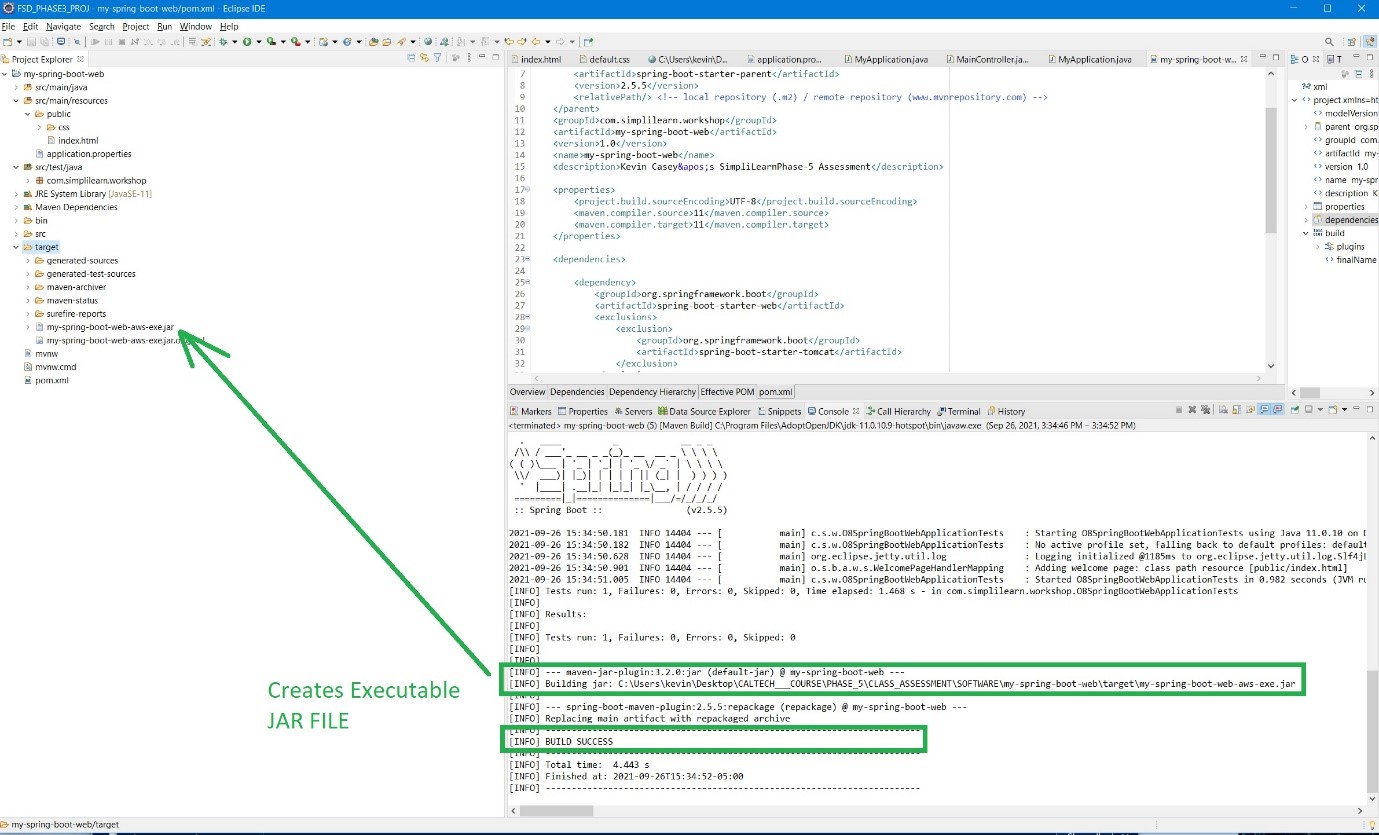 FSD_PHASE3_PROJ - my-spring-boot-web/pom.xml - Eclipse IDE
File Edit Navigate Search Project Run Window Help
Project Explorer
my-spring-boot-web
src/main/java
src/main/resources
public
css
index.html
application.properties
src/test/java
com.simplilearn.workshop
JRE System Library [JavaSE-11]
Maven Dependencies
bin
src
target
generated-sources
generated-test-sources
maven-archiver
maven-status
surefire-reports
my-spring-boot-web-aws-exe.jar
my-spring-boot-web-aws-exe.jar
mvnw
mvnw.cmd
pom.xml
index.html default.css C:\Users\kevin\D... application.pro... MyApplication.java MainController.ja... MyApplication.java my-spring-boot-w...
7 <artifactId>spring-boot-starter-parent</artifactId>
8 <version>2.5.5</version>
9 <relativePath/> <!-- local repository (.m2) / remote repository (www.mvnrepository.com) -->
10 </parent>
11 <groupId>com.simplilearn.workshop</groupId>
12 <artifactId>my-spring-boot-web</artifactId>
13 <version>1.0</version>
14 <name>my-spring-boot-web</name>
15 <description>Kevin Casey&apos;s SimpliLearnPhase-5 Assessment</description>
16
17 <properties>
18 <project.build.sourceEncoding>UTF-8</project.build.sourceEncoding>
19 <maven.compiler.source>11</maven.compiler.source>
20 <maven.compiler.target>11</maven.compiler.target>
21 </properties>
22
23 <dependencies>
24
25 <dependency>
26 <groupId>org.springframework.boot</groupId>
27 <artifactId>spring-boot-starter-web</artifactId>
28 <exclusions>
29 <exclusion>
30 <groupId>org.springframework.boot</groupId>
31 <artifactId>spring-boot-starter-tomcat</artifactId>
32 </exclusion>
Overview Dependencies Dependency Hierarchy Effective POM pom.xml
O T
xml
project xmlns=ht
modelVersion
parent org.sp
groupId com.
artifactId my-
version 1.0
name my-spr
description K
properties
dependencies
build
plugins
finalName
Markers Properties Servers Data Source Explorer Snippets Console Call Hierarchy Terminal History
<terminated> my-spring-boot-web (5) [Maven Build] C:\Program Files\AdoptOpenJDK\jdk-11.0.10.9-hotspot\bin\javaw.exe (Sep 26, 2021, 3:34:46 PM – 3:34:52 PM)
:: Spring Boot :: (v2.5.5)
2021-09-26 15:34:50.181 INFO 14404 --- [ main] c.s.w.O8SpringBootWebApplicationTests : Starting O8SpringBootWebApplicationTests using Java 11.0.10 on
2021-09-26 15:34:50.182 INFO 14404 --- [ main] c.s.w.O8SpringBootWebApplicationTests : No active profile set, falling back to default profiles: default
2021-09-26 15:34:50.628 INFO 14404 --- [ main] org.eclipse.jetty.util.log : Logging initialized @1185ms to org.eclipse.jetty.util.log.Slf4jL
2021-09-26 15:34:50.901 INFO 14404 --- [ main] o.s.b.a.w.s.WelcomePageHandlerMapping : Adding welcome page: class path resource [public/index.html]
2021-09-26 15:34:51.005 INFO 14404 --- [ main] c.s.w.O8SpringBootWebApplicationTests : Started O8SpringBootWebApplicationTests in 0.982 seconds (JVM ru
[INFO] Tests run: 1, Failures: 0, Errors: 0, Skipped: 0, Time elapsed: 1.468 s - in com.simplilearn.workshop.O8SpringBootWebApplicationTests
[INFO]
[INFO] Results:
[INFO]
[INFO] Tests run: 1, Failures: 0, Errors: 0, Skipped: 0
[INFO]
[INFO]
[INFO] --- maven-jar-plugin:3.2.0:jar (default-jar) @ my-spring-boot-web ---
[INFO] Building jar: C:\Users\kevin\Desktop\CALTECH___COURSE\PHASE_5\CLASS_ASSESSMENT\SOFTWARE\my-spring-boot-web\target\my-spring-boot-web-aws-exe.jar
[INFO]
[INFO] --- spring-boot-maven-plugin:2.5.5:repackage (repackage) @ my-spring-boot-web ---
[INFO] Replacing main artifact with repackaged archive
[INFO] ------------------------------------------------------------------------
[INFO] BUILD SUCCESS
[INFO] ------------------------------------------------------------------------
[INFO] Total time: 4.443 s
[INFO] Finished at: 2021-09-26T15:34:52-05:00
[INFO] ------------------------------------------------------------------------
Creates Executable
JAR FILE
my-spring-boot-web/target